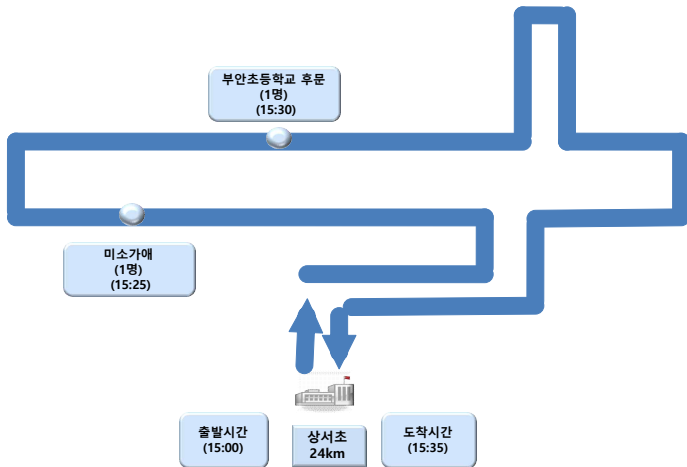 부안초등학교 후문
(1명)
(15:30)
미소가애
(1명)
(15:25)
출발시간
(15:00)
상서초
24km
도착시간
(15:35)